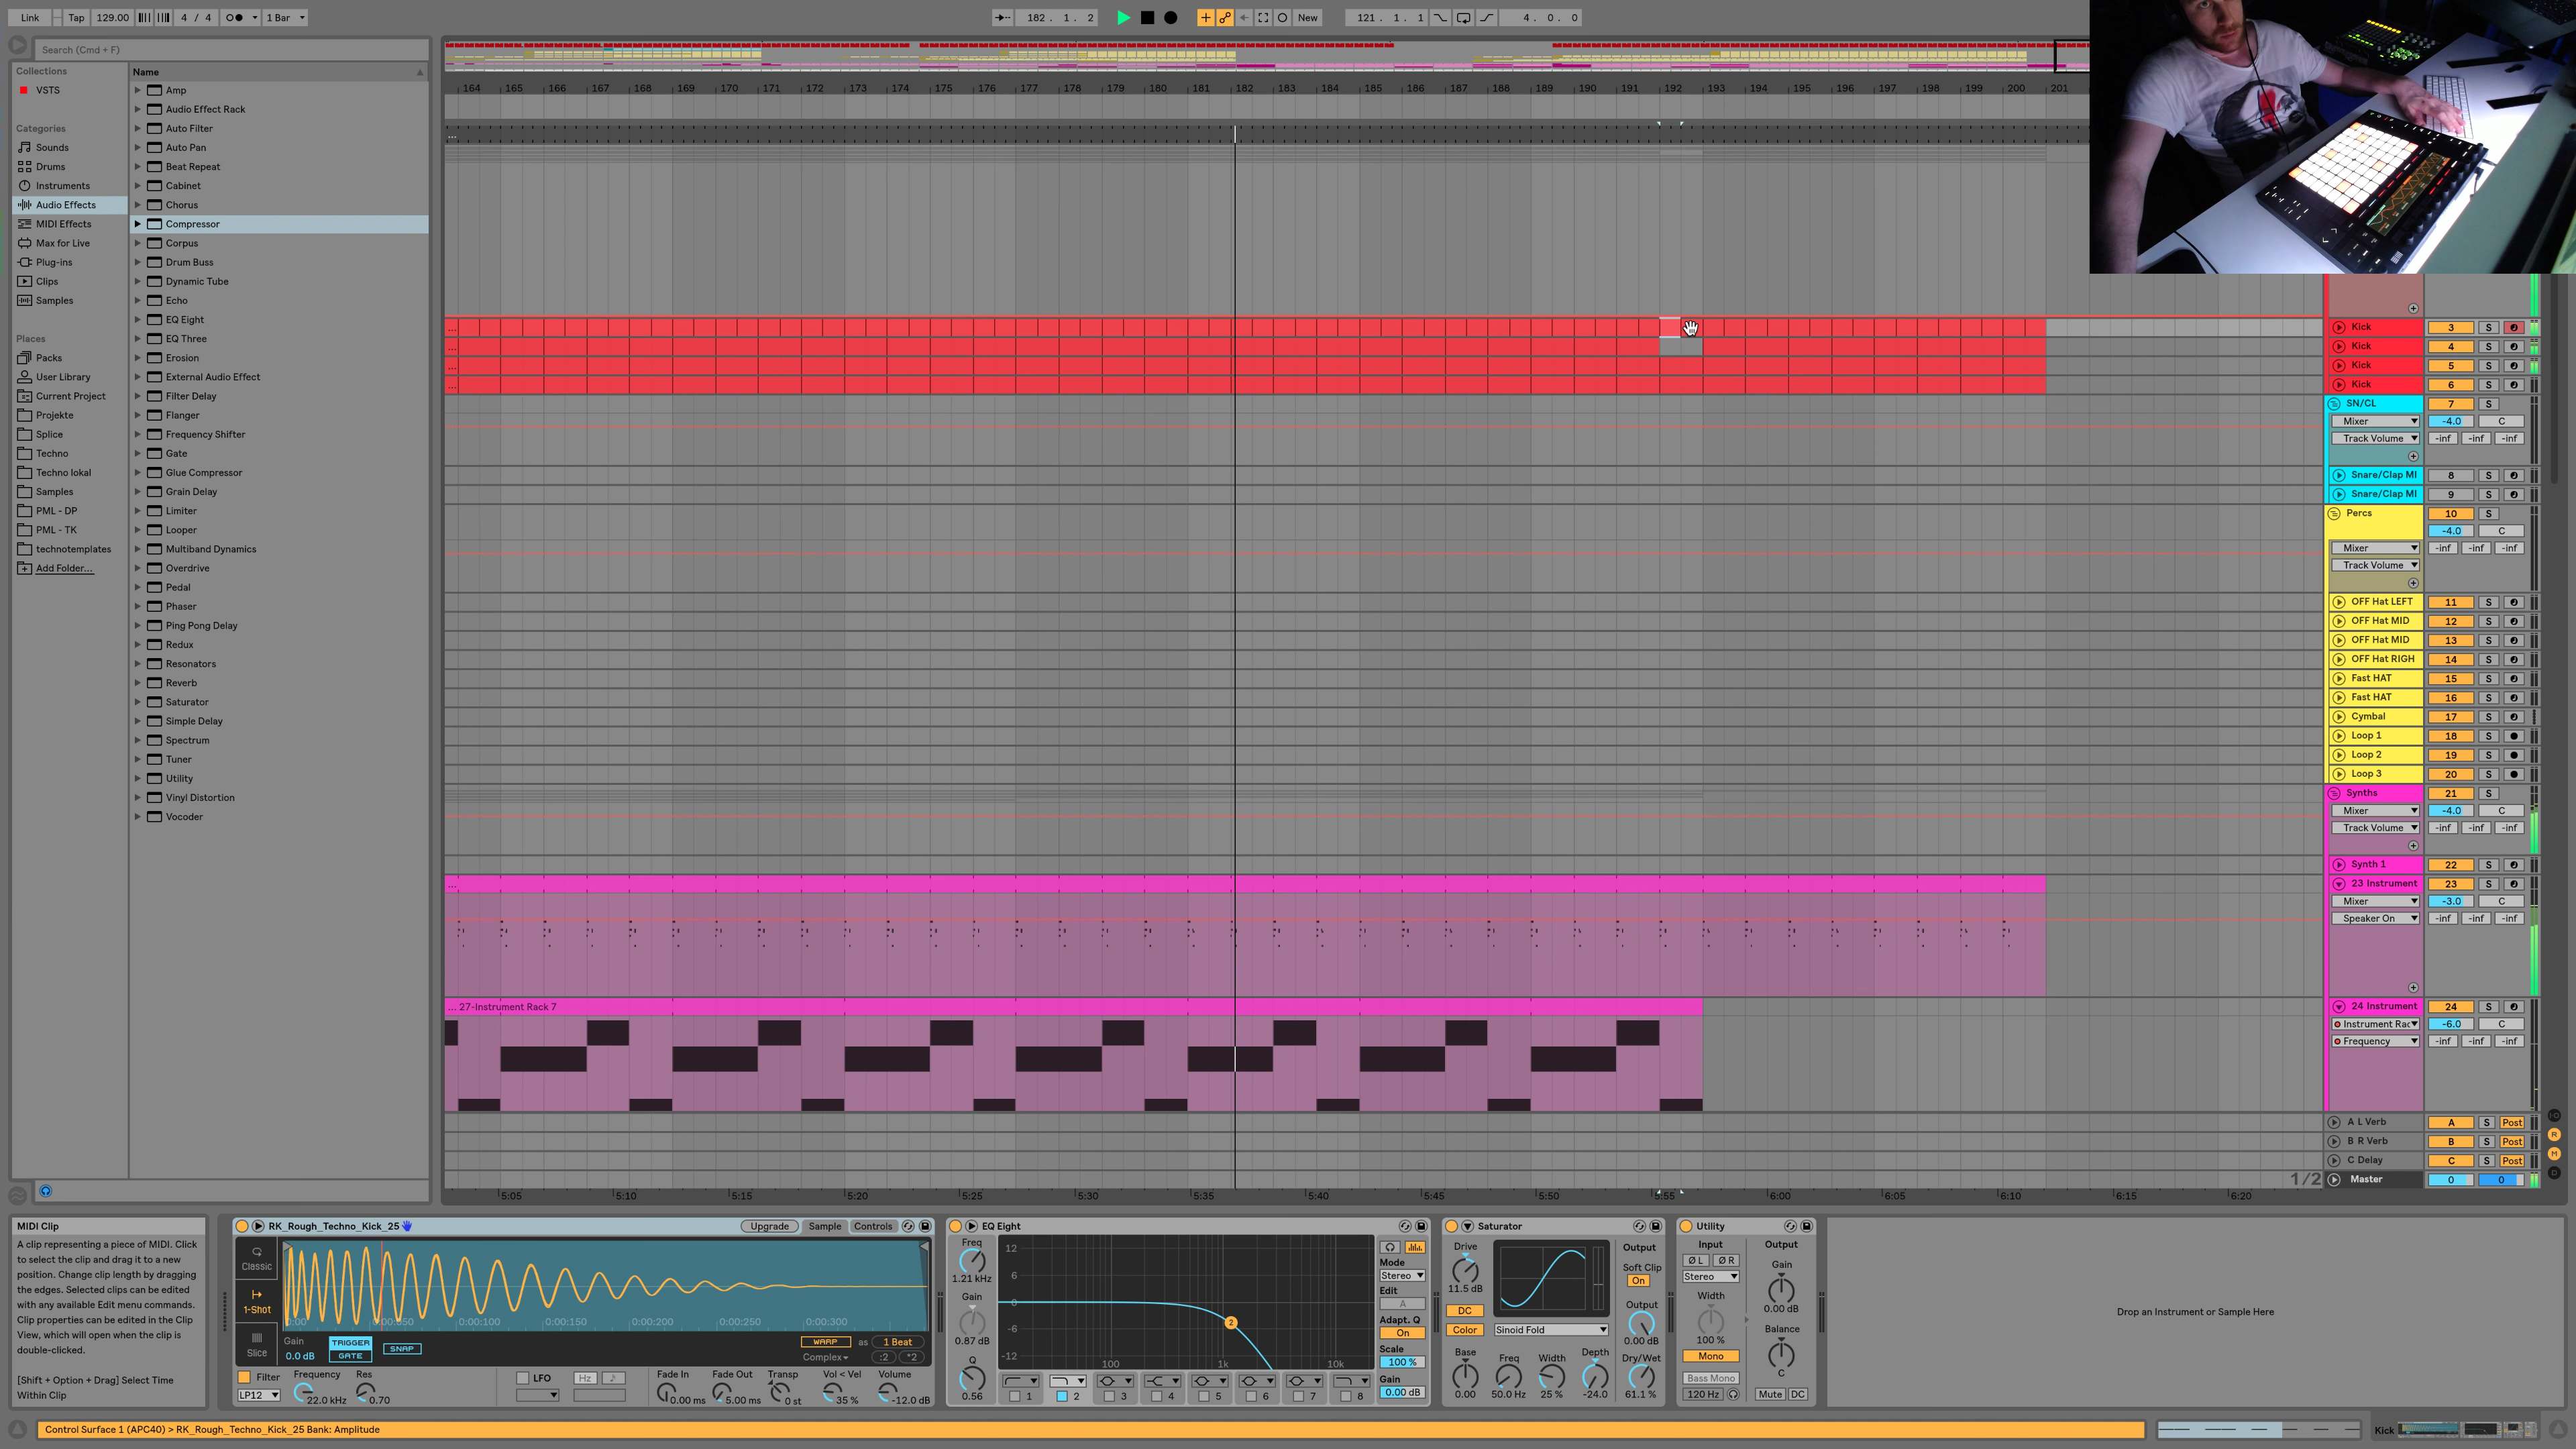 Link Tap 129.00 4 / 4 1 Bar 182 . 1 . 2 New 121 . 1 . 1 4 . 0 . 0
Search (Cmd + F)
Collections
VSTS
Categories
Sounds
Drums
Instruments
Audio Effects
MIDI Effects
Max for Live
Plug-ins
Clips
Samples
Places
Packs
User Library
Current Project
Projekte
Splice
Techno
Techno lokal
Samples
PML - DP
PML - TK
technotemplates
Add Folder...
Name
Amp
Audio Effect Rack
Auto Filter
Auto Pan
Beat Repeat
Cabinet
Chorus
Compressor
Corpus
Drum Buss
Dynamic Tube
Echo
EQ Eight
EQ Three
Erosion
External Audio Effect
Filter Delay
Flanger
Frequency Shifter
Gate
Glue Compressor
Grain Delay
Limiter
Looper
Multiband Dynamics
Overdrive
Pedal
Phaser
Ping Pong Delay
Redux
Resonators
Reverb
Saturator
Simple Delay
Spectrum
Tuner
Utility
Vinyl Distortion
Vocoder
164 165 166 167 168 169 170 171 172 173 174 175 176 177 178 179 180 181 182 183 184 185 186 187 188 189 190 191 192 193 194 195 196 197 198 199 200 201
... 27-Instrument Rack 7
5:05 5:10 5:15 5:20 5:25 5:30 5:35 5:40 5:45 5:50 5:55 6:00 6:05 6:10 6:15 6:20
1/2
Kick 3 S
Kick 4 S
Kick 5 S
Kick 6 S
SN/CL 7 S
Mixer -4.0 C
Track Volume -inf -inf -inf
Snare/Clap MI 8 S
Snare/Clap MI 9 S
Percs 10 S
-4.0 C
Mixer -inf -inf -inf
Track Volume
OFF Hat LEFT 11 S
OFF Hat MID 12 S
OFF Hat MID 13 S
OFF Hat RIGH 14 S
Fast HAT 15 S
Fast HAT 16 S
Cymbal 17 S
Loop 1 18 S
Loop 2 19 S
Loop 3 20 S
Synths 21 S
Mixer -4.0 C
Track Volume -inf -inf -inf
Synth 1 22 S
23 Instrument 23 S
Mixer -3.0 C
Speaker On -inf -inf -inf
24 Instrument 24 S
Instrument Rac -6.0 C
Frequency -inf -inf -inf
A L Verb A S Post
B R Verb B S Post
C Delay C S Post
Master 0 0
MIDI Clip
A clip representing a piece of MIDI. Click
to select the clip and drag it to a new
position. Change clip length by dragging
the edges. Selected clips can be edited
with any available Edit menu commands.
Clip properties can be edited in the Clip
View, which will open when the clip is
double-clicked.
[Shift + Option + Drag] Select Time
Within Clip
RK_Rough_Techno_Kick_25 Upgrade Sample Controls
Classic
1-Shot
Slice
0:00:100 0:00:150 0:00:200 0:00:250 0:00:300
Gain TRIGGER WARP as 1 Beat
0.0 dB GATE SNAP Complex :2 *2
Filter Frequency Res LFO Hz Fade In Fade Out Transp Vol < Vel Volume
LP12 22.0 kHz 0.70 0.00 ms 5.00 ms 0 st 35 % -12.0 dB
EQ Eight
Freq
1.21 kHz
Gain
0.87 dB
Q
0.56
12
6
0
-6
-12
100 1k 10k
1 2 3 4 5 6 7 8
Mode
Stereo
Edit
A
Adapt. Q
On
Scale
100 %
Gain
0.00 dB
Saturator
Drive
11.5 dB
DC
Color
Sinoid Fold
Output
Soft Clip
On
Output
0.00 dB
Base Freq Width Depth Dry/Wet
0.00 50.0 Hz 25 % -24.0 61.1 %
Utility
Input
Ø L Ø R
Stereo
Width
100 %
Mono
Bass Mono
120 Hz
Output
Gain
0.00 dB
Balance
C
Mute DC
Drop an Instrument or Sample Here
Control Surface 1 (APC40) > RK_Rough_Techno_Kick_25 Bank: Amplitude
Kick